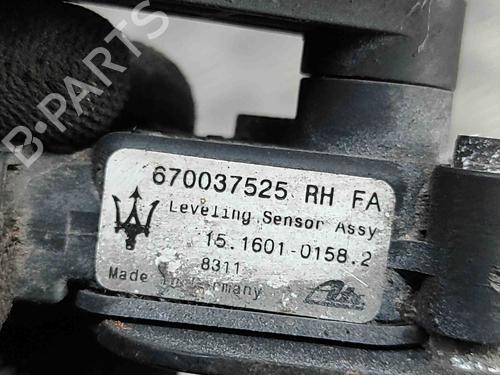 B-PARTS
670037525 RH FA
Leveling Sensor Assy
15.1601-0158.2
8311
Made in Germany